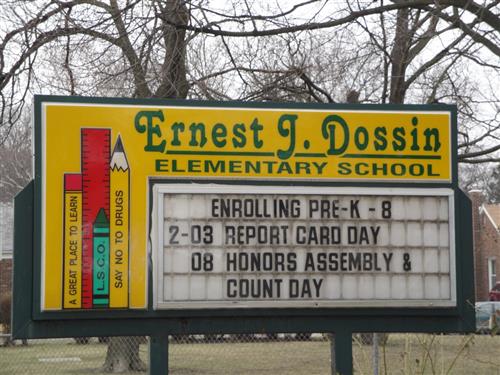 Ernest J. Dossin
ELEMENTARY SCHOOL
A GREAT PLACE TO LEARN
L.S.C.O.
SAY NO TO DRUGS
ENROLLING PRE-K - 8
2-03 REPORT CARD DAY
08 HONORS ASSEMBLY &
COUNT DAY